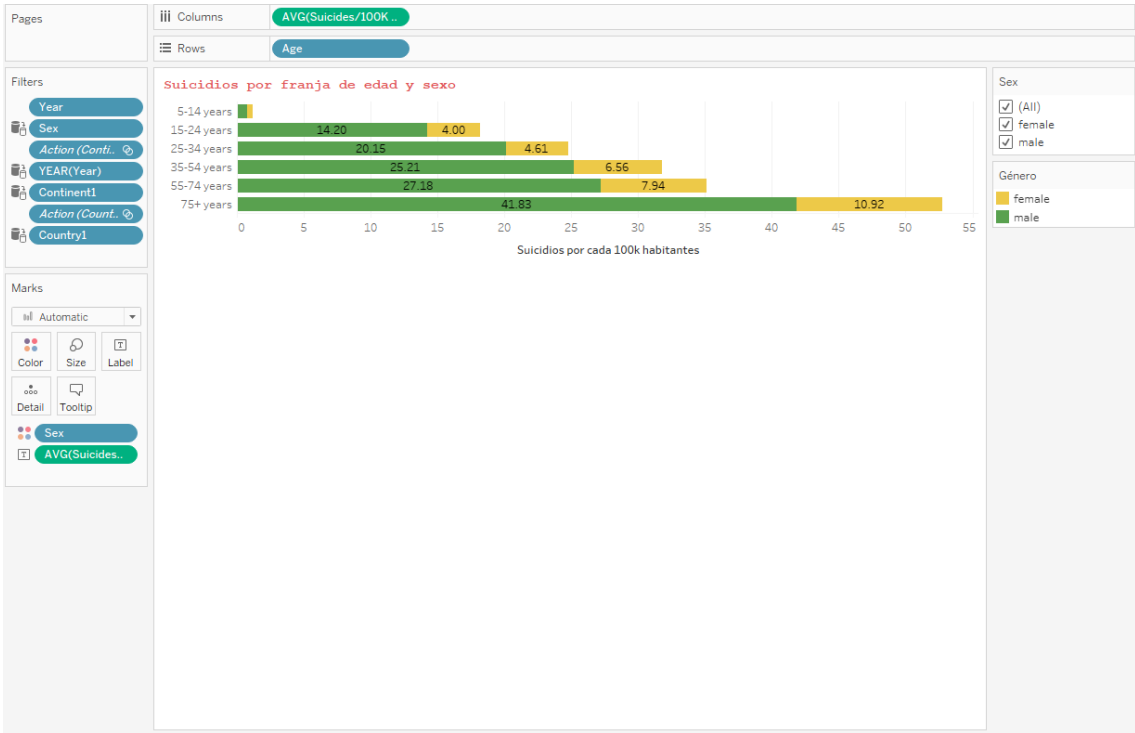 Pages
Columns
AVG(Suicides/100K ..
Rows
Age
Filters
Year
Sex
Action (Conti..
YEAR(Year)
Continent1
Action (Count..
Country1
Marks
Automatic
Color
Size
Label
Detail
Tooltip
Sex
AVG(Suicides..
Suicidios por franja de edad y sexo
5-14 years
15-24 years 14.20 4.00
25-34 years 20.15 4.61
35-54 years 25.21 6.56
55-74 years 27.18 7.94
75+ years 41.83 10.92
0 5 10 15 20 25 30 35 40 45 50 55
Suicidios por cada 100k habitantes
Sex
(All)
female
male
Género
female
male